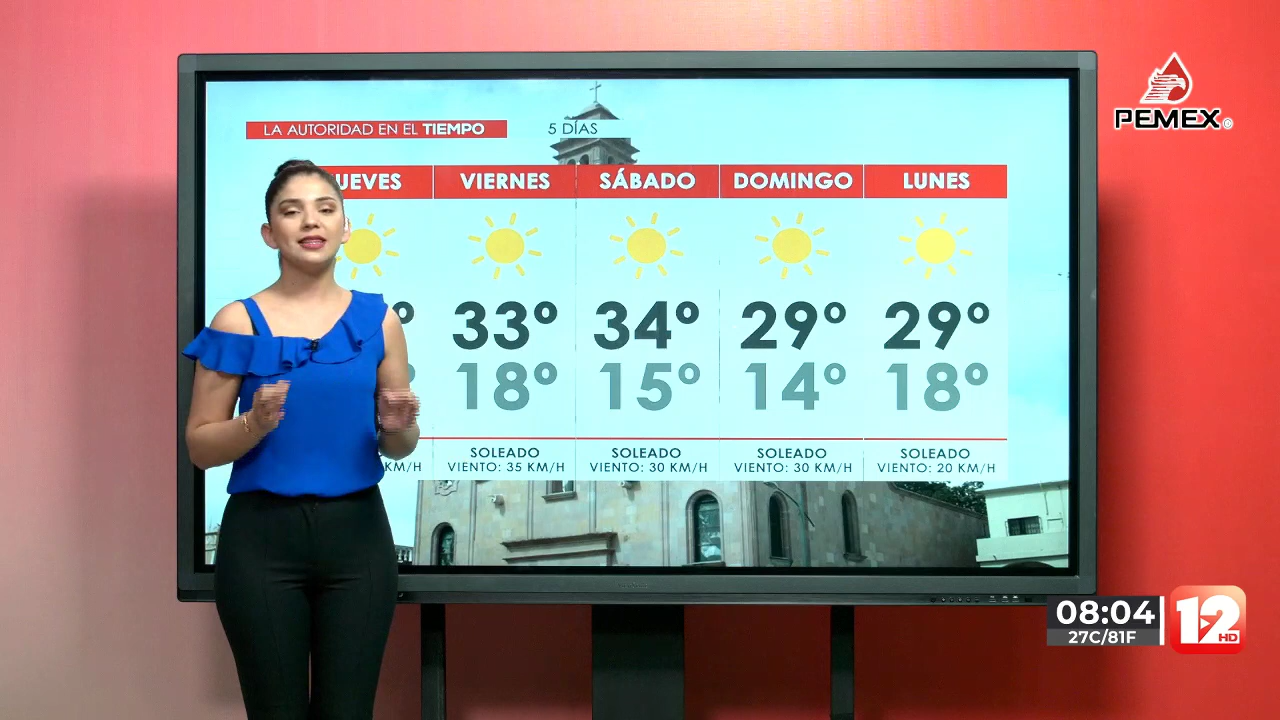 PEMEX
LA AUTORIDAD EN EL TIEMPO
5 DÍAS
UEVES VIERNES SÁBADO DOMINGO LUNES
33° 34° 29° 29°
18° 15° 14° 18°
SOLEADO SOLEADO SOLEADO SOLEADO
KM/H VIENTO: 35 KM/H VIENTO: 30 KM/H VIENTO: 30 KM/H VIENTO: 20 KM/H
08:04
27C/81F
12
HD